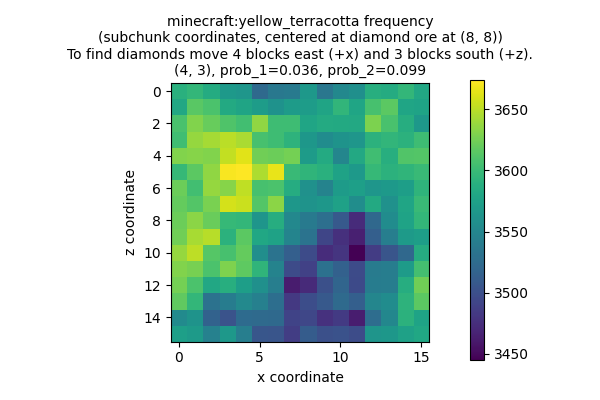 minecraft:yellow_terracotta frequency
(subchunk coordinates, centered at diamond ore at (8, 8))
To find diamonds move 4 blocks east (+x) and 3 blocks south (+z).
(4, 3), prob_1=0.036, prob_2=0.099
0
2
4
6
8
10
12
14
z coordinate
0
5
10
15
x coordinate
3650
3600
3550
3500
3450